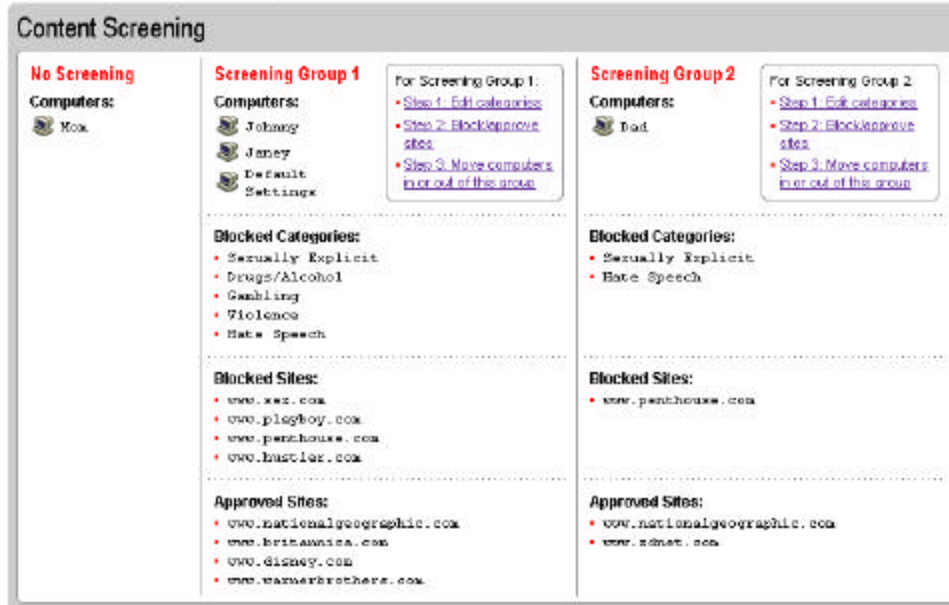 Content Screening
No Screening
Computers:
Mom
Screening Group 1
Computers:
Johnny
Janey
Default
Settings
For Screening Group 1:
Step 1: Edit categories
Step 2: Block/approve
sites
Step 3: Move computers
in or out of this group
Blocked Categories:
Sexually Explicit
Drugs/Alcohol
Gambling
Violence
Hate Speech
Blocked Sites:
www.sex.com
www.playboy.com
www.penthouse.com
www.hustler.com
Approved Sites:
www.nationalgeographic.com
www.britannica.com
www.disney.com
www.warnerbrothers.com
Screening Group 2
Computers:
Dad
For Screening Group 2
Step 1: Edit categories
Step 2: Block/approve
sites
Step 3: Move computers
in or out of this group
Blocked Categories:
Sexually Explicit
Hate Speech
Blocked Sites:
www.penthouse.com
Approved Sites:
www.nationalgeographic.com
www.zdnet.com